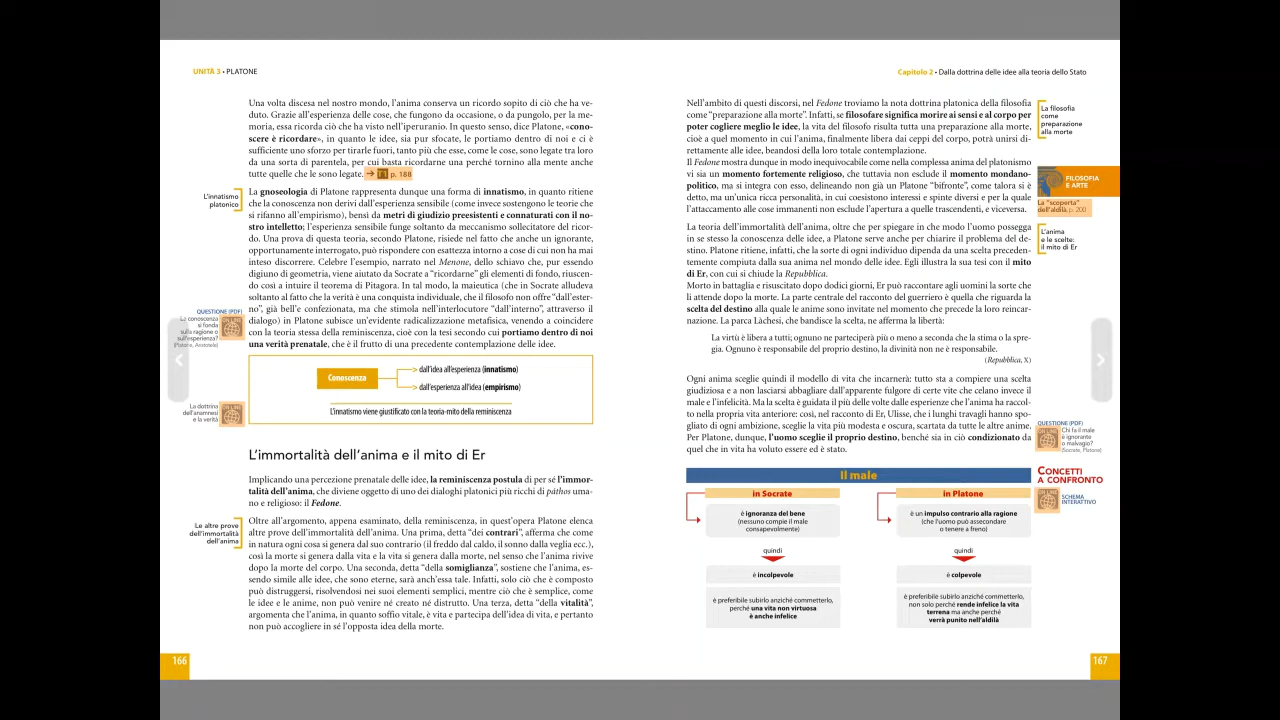 UNITÀ 3 • PLATONE
Una volta discesa nel nostro mondo, l'anima conserva un ricordo sopito di ciò che ha ve-
duto. Grazie all'esperienza delle cose, che fungono da occasione, o da pungolo, per la me-
moria, essa ricorda ciò che ha visto nell'iperuranio. In questo senso, dice Platone, «cono-
scere è ricordare», in quanto le idee, sia pur sfocate, le portiamo dentro di noi e ci è
sufficiente uno sforzo per tirarle fuori, tanto più che esse, come le cose, sono legate tra loro
da una sorta di parentela, per cui basta ricordarne una perché tornino alla mente anche
tutte quelle che le sono legate. → T1 p. 188
L'innatismo
platonico
La gnoseologia di Platone rappresenta dunque una forma di innatismo, in quanto ritiene
che la conoscenza non derivi dall'esperienza sensibile (come invece sostengono le teorie che
si rifanno all'empirismo), bensì da metri di giudizio preesistenti e connaturati con il no-
stro intelletto; l'esperienza sensibile funge soltanto da meccanismo sollecitatore del ricor-
do. Una prova di questa teoria, secondo Platone, risiede nel fatto che anche un ignorante,
opportunamente interrogato, può rispondere con esattezza intorno a cose di cui non ha mai
inteso discorrere. Celebre l'esempio, narrato nel Menone, dello schiavo che, pur essendo
digiuno di geometria, viene aiutato da Socrate a "ricordarne" gli elementi di fondo, riuscen-
do così a intuire il teorema di Pitagora. In tal modo, la maieutica (che in Socrate alludeva
soltanto al fatto che la verità è una conquista individuale, che il filosofo non offre "dall'ester-
no", già bell'e confezionata, ma che stimola nell'interlocutore "dall'interno", attraverso il
dialogo) in Platone subisce un'evidente radicalizzazione metafisica, venendo a coincidere
con la teoria stessa della reminiscenza, cioè con la tesi secondo cui portiamo dentro di noi
una verità prenatale, che è il frutto di una precedente contemplazione delle idee.
QUESTIONE (PDF)
La conoscenza
si fonda
sulla ragione o
sull'esperienza?
(Platone, Aristotele)
ON LINE
Conoscenza
> dall'idea all'esperienza (innatismo)
> dall'esperienza all'idea (empirismo)
L'innatismo viene giustificato con la teoria-mito della reminiscenza
La dottrina
dell'anamnesi
e la verità
ON LINE
L'immortalità dell'anima e il mito di Er
Implicando una percezione prenatale delle idee, la reminiscenza postula di per sé l'immor-
talità dell'anima, che diviene oggetto di uno dei dialoghi platonici più ricchi di páthos uma-
no e religioso: il Fedone.
Le altre prove
dell'immortalità
dell'anima
Oltre all'argomento, appena esaminato, della reminiscenza, in quest'opera Platone elenca
altre prove dell'immortalità dell'anima. Una prima, detta "dei contrari", afferma che come
in natura ogni cosa si genera dal suo contrario (il freddo dal caldo, il sonno dalla veglia ecc.),
così la morte si genera dalla vita e la vita si genera dalla morte, nel senso che l'anima rivive
dopo la morte del corpo. Una seconda, detta "della somiglianza", sostiene che l'anima, es-
sendo simile alle idee, che sono eterne, sarà anch'essa tale. Infatti, solo ciò che è composto
può distruggersi, risolvendosi nei suoi elementi semplici, mentre ciò che è semplice, come
le idee e le anime, non può venire né creato né distrutto. Una terza, detta "della vitalità",
argomenta che l'anima, in quanto soffio vitale, è vita e partecipa dell'idea di vita, e pertanto
non può accogliere in sé l'opposta idea della morte.
166
Capitolo 2 • Dalla dottrina delle idee alla teoria dello Stato
Nell'ambito di questi discorsi, nel Fedone troviamo la nota dottrina platonica della filosofia
come "preparazione alla morte". Infatti, se filosofare significa morire ai sensi e al corpo per
poter cogliere meglio le idee, la vita del filosofo risulta tutta una preparazione alla morte,
cioè a quel momento in cui l'anima, finalmente libera dai ceppi del corpo, potrà unirsi di-
rettamente alle idee, beandosi della loro totale contemplazione.
La filosofia
come
preparazione
alla morte
Il Fedone mostra dunque in modo inequivocabile come nella complessa anima del platonismo
vi sia un momento fortemente religioso, che tuttavia non esclude il momento mondano-
politico, ma si integra con esso, delineando non già un Platone "bifronte", come talora si è
detto, ma un'unica ricca personalità, in cui coesistono interessi e spinte diversi e per la quale
l'attaccamento alle cose immanenti non esclude l'apertura a quelle trascendenti, e viceversa.
FILOSOFIA
E ARTE
La "scoperta"
dell'aldilà, p. 200
La teoria dell'immortalità dell'anima, oltre che per spiegare in che modo l'uomo possegga
in se stesso la conoscenza delle idee, a Platone serve anche per chiarire il problema del de-
stino. Platone ritiene, infatti, che la sorte di ogni individuo dipenda da una scelta preceden-
temente compiuta dalla sua anima nel mondo delle idee. Egli illustra la sua tesi con il mito
di Er, con cui si chiude la Repubblica.
L'anima
e le scelte:
il mito di Er
Morto in battaglia e risuscitato dopo dodici giorni, Er può raccontare agli uomini la sorte che
li attende dopo la morte. La parte centrale del racconto del guerriero è quella che riguarda la
scelta del destino alla quale le anime sono invitate nel momento che precede la loro reincar-
nazione. La parca Làchesi, che bandisce la scelta, ne afferma la libertà:
La virtù è libera a tutti; ognuno ne parteciperà più o meno a seconda che la stima o la spre-
gia. Ognuno è responsabile del proprio destino, la divinità non ne è responsabile.
(Repubblica, X)
Ogni anima sceglie quindi il modello di vita che incarnerà: tutto sta a compiere una scelta
giudiziosa e a non lasciarsi abbagliare dall'apparente fulgore di certe vite che celano invece il
male e l'infelicità. Ma la scelta è guidata il più delle volte dalle esperienze che l'anima ha raccol-
to nella propria vita anteriore: così, nel racconto di Er, Ulisse, che i lunghi travagli hanno spo-
gliato di ogni ambizione, sceglie la vita più modesta e oscura, scartata da tutte le altre anime.
Per Platone, dunque, l'uomo sceglie il proprio destino, benché sia in ciò condizionato da
quel che in vita ha voluto essere ed è stato.
QUESTIONE (PDF)
ON LINE
Chi fa il male
è ignorante
o malvagio?
(Socrate, Platone)
CONCETTI
A CONFRONTO
ON LINE
SCHEMA
INTERATTIVO
Il male
in Socrate
è ignoranza del bene
(nessuno compie il male
consapevolmente)
quindi
è incolpevole
è preferibile subirlo anziché commetterlo,
perché una vita non virtuosa
è anche infelice
in Platone
è un impulso contrario alla ragione
(che l'uomo può assecondare
o tenere a freno)
quindi
è colpevole
è preferibile subirlo anziché commetterlo,
non solo perché rende infelice la vita
terrena ma anche perché
verrà punito nell'aldilà
167